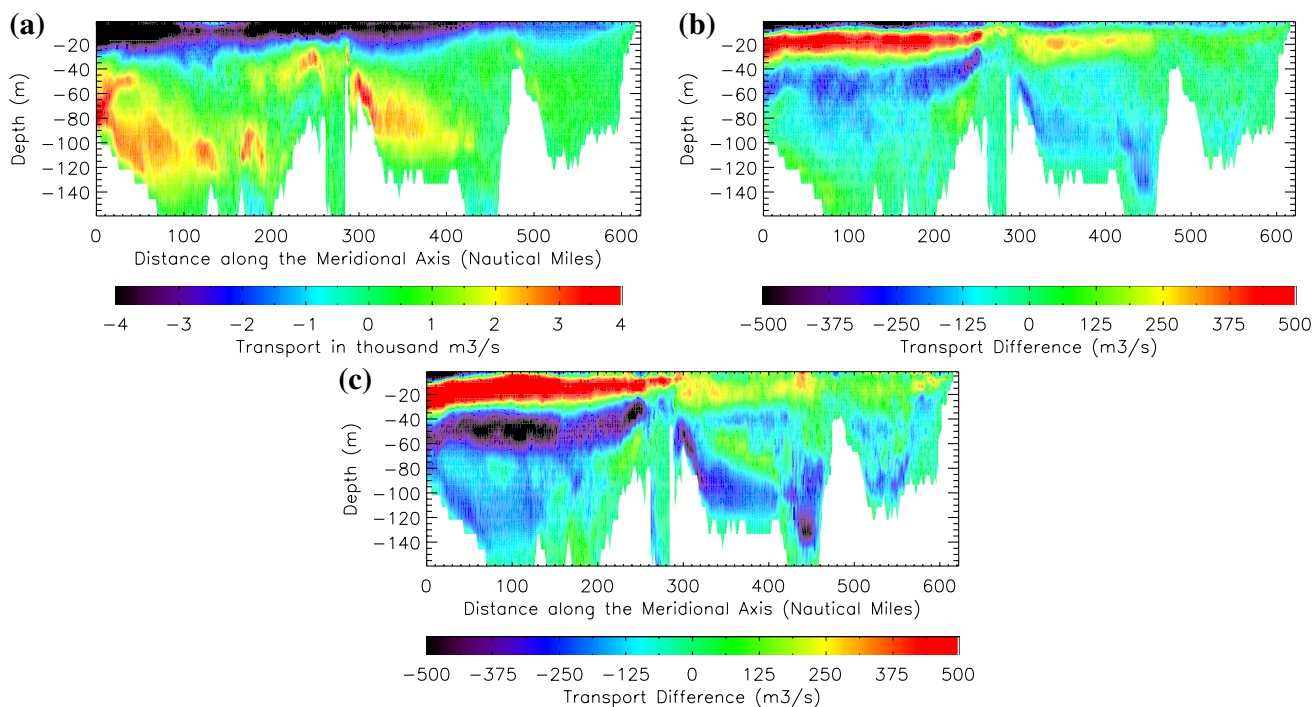 (a)
Depth (m)
−20
−40
−60
−80
−100
−120
−140
0 100 200 300 400 500 600
Distance along the Meridional Axis (Nautical Miles)
−4 −3 −2 −1 0 1 2 3 4
Transport in thousand m3/s
(b)
Depth (m)
−20
−40
−60
−80
−100
−120
−140
0 100 200 300 400 500 600
−500 −375 −250 −125 0 125 250 375 500
Transport Difference (m3/s)
(c)
Depth (m)
−20
−40
−60
−80
−100
−120
−140
0 100 200 300 400 500 600
Distance along the Meridional Axis (Nautical Miles)
−500 −375 −250 −125 0 125 250 375 500
Transport Difference (m3/s)